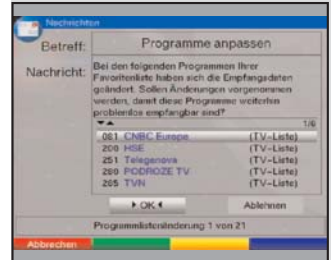 Nachrichten
Betreff: Programme anpassen
Nachricht: Bei den folgenden Programmen Ihrer
Favoritenliste haben sich die Empfangsdaten
geändert. Sollen Änderungen vorgenommen
werden, damit diese Programme weiterhin
problemlos empfangbar sind?
1/6
081 CNBC Europe (TV-Liste)
200 HSE (TV-Liste)
251 Telegenova (TV-Liste)
280 PODROZE TV (TV-Liste)
285 TVN (TV-Liste)
OK Ablehnen
Programmlistenänderung 1 von 21
Abbrechen